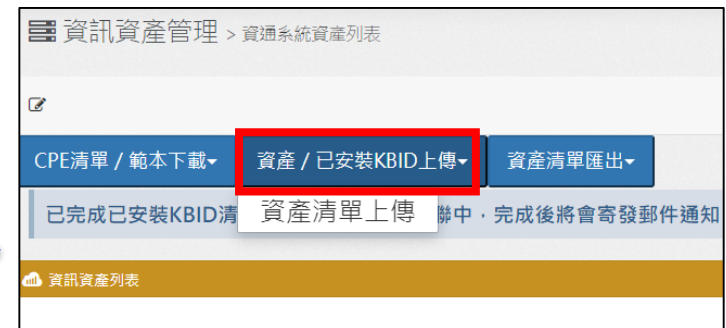 資訊資產管理 > 資通系統資產列表
CPE清單 / 範本下載 資產 / 已安裝KBID上傳 資產清單匯出
已完成已安裝KBID清 資產清單上傳 聯中，完成後將會寄發郵件通知
資訊資產列表